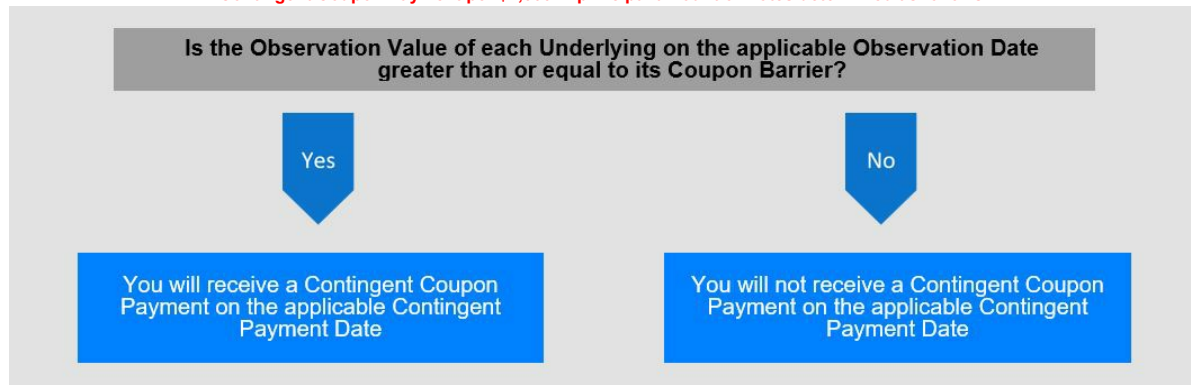 Is the Observation Value of each Underlying on the applicable Observation Date
greater than or equal to its Coupon Barrier?
Yes
No
You will receive a Contingent Coupon
Payment on the applicable Contingent
Payment Date
You will not receive a Contingent Coupon
Payment on the applicable Contingent
Payment Date